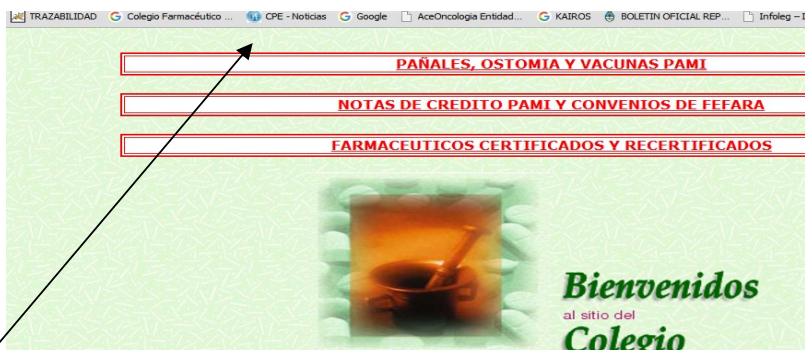 TRAZABILIDAD Colegio Farmacéutico ... CPE - Noticias Google AceOncologia Entidad... KAIROS BOLETIN OFICIAL REP... Infoleg –
PAÑALES, OSTOMIA Y VACUNAS PAMI
NOTAS DE CREDITO PAMI Y CONVENIOS DE FEFARA
FARMACEUTICOS CERTIFICADOS Y RECERTIFICADOS
Bienvenidos
al sitio del
Colegio